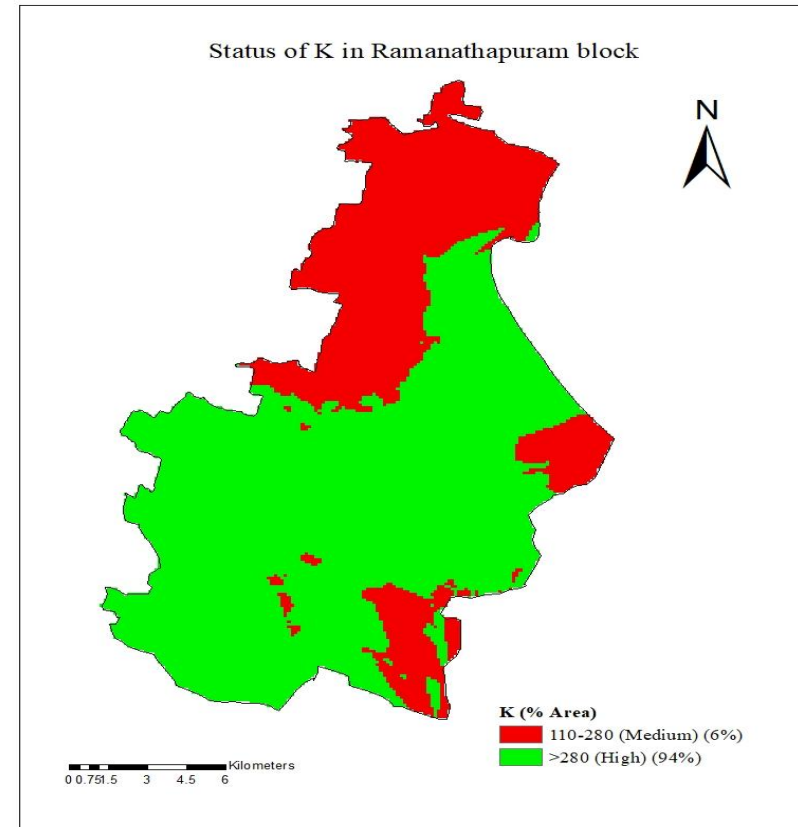 Status of K in Ramanathapuram block
N
K (% Area)
110-280 (Medium) (6%)
>280 (High) (94%)
Kilometers
0 0.751.5 3 4.5 6